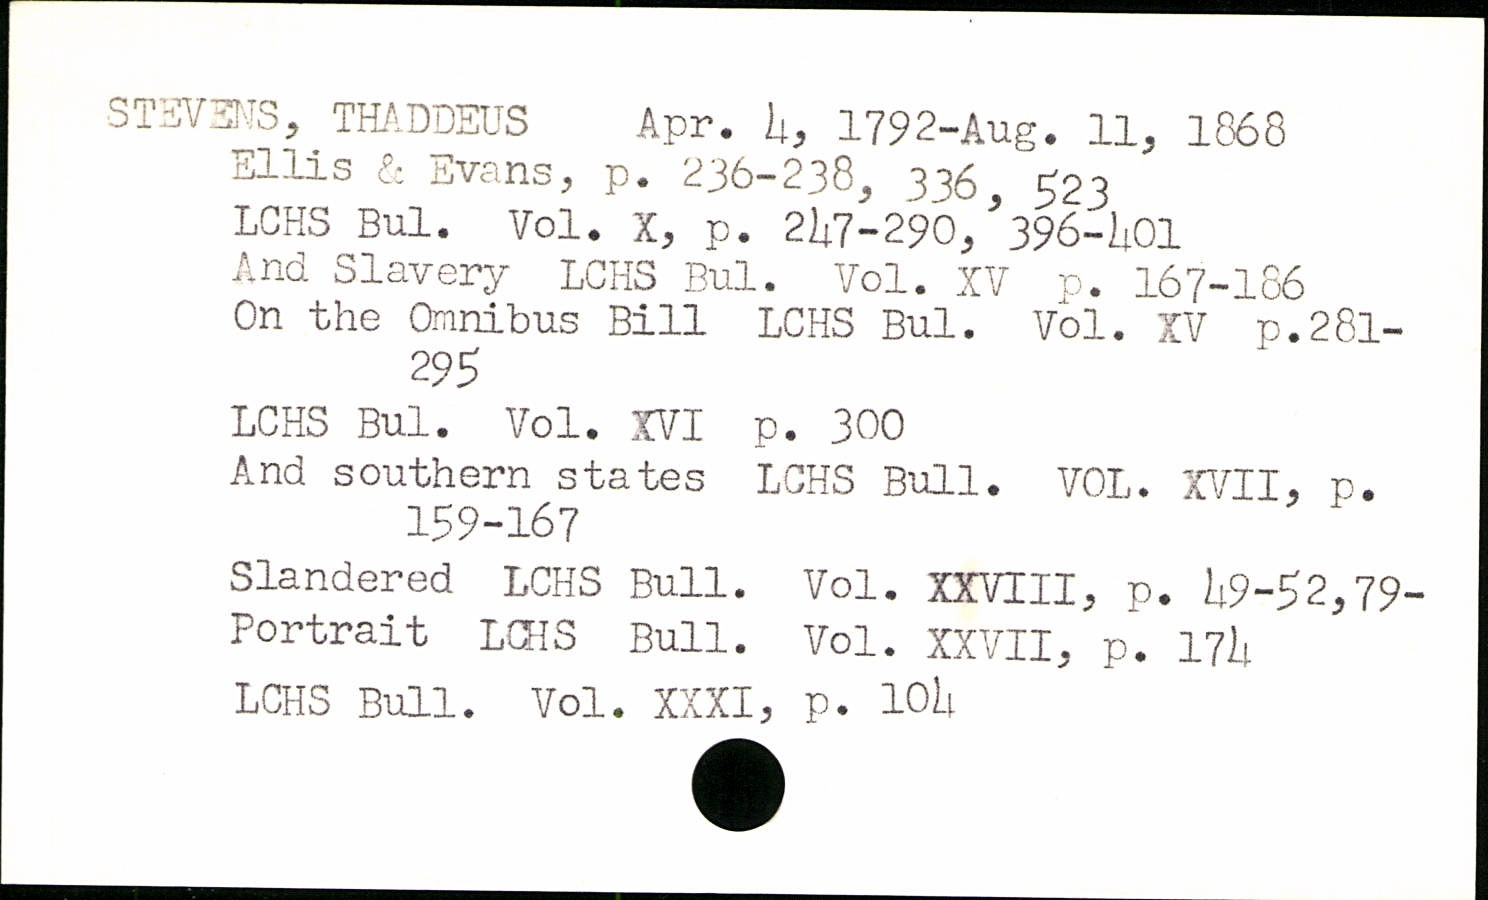 STEVENS, THADDEUS Apr. 4, 1792-Aug. 11, 1868
Ellis & Evans, p. 236-238, 336, 523
LCHS Bul. Vol. X, p. 247-290, 396-401
And Slavery LCHS Bul. Vol. XV p. 167-186
On the Omnibus Bill LCHS Bul. Vol. XV p.281-
295
LCHS Bul. Vol. XVI p. 300
And southern states LCHS Bull. VOL. XVII, p.
159-167
Slandered LCHS Bull. Vol. XXVIII, p. 49-52,79-
Portrait LCHS Bull. Vol. XXVII, p. 174
LCHS Bull. Vol. XXXI, p. 104